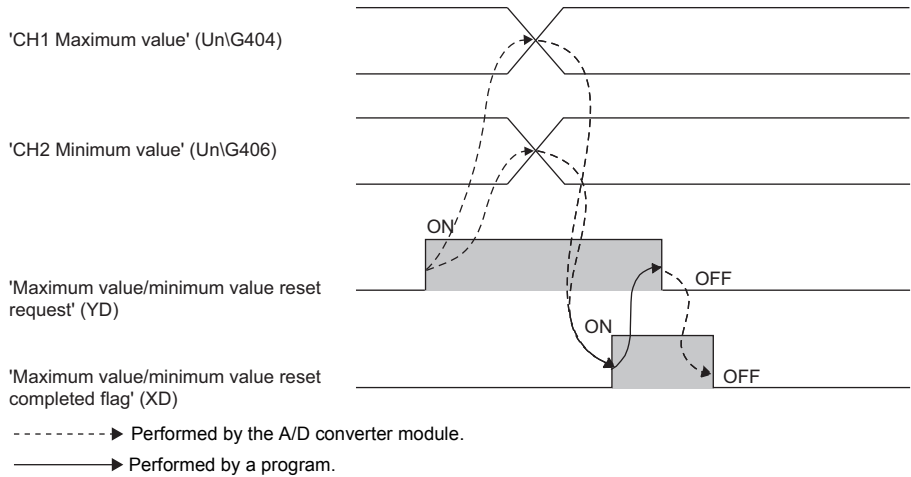 'CH1 Maximum value' (Un\G404)
'CH2 Minimum value' (Un\G406)
ON
'Maximum value/minimum value reset
request' (YD)
OFF
ON
'Maximum value/minimum value reset
completed flag' (XD)
OFF
Performed by the A/D converter module.
Performed by a program.